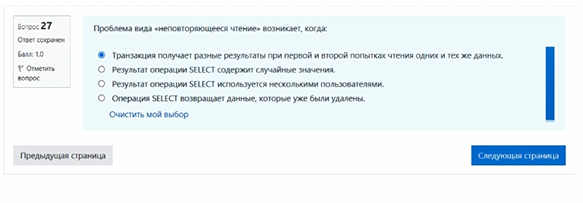 Вопрос 27
Ответ сохранен
Балл: 1,0
Отметить вопрос
Проблема вида «неповторяющееся чтение» возникает, когда:
Транзакция получает разные результаты при первой и второй попытках чтения одних и тех же данных.
Результат операции SELECT содержит случайные значения.
Результат операции SELECT используется несколькими пользователями.
Операция SELECT возвращает данные, которые уже были удалены.
Очистить мой выбор
Предыдущая страница
Следующая страница